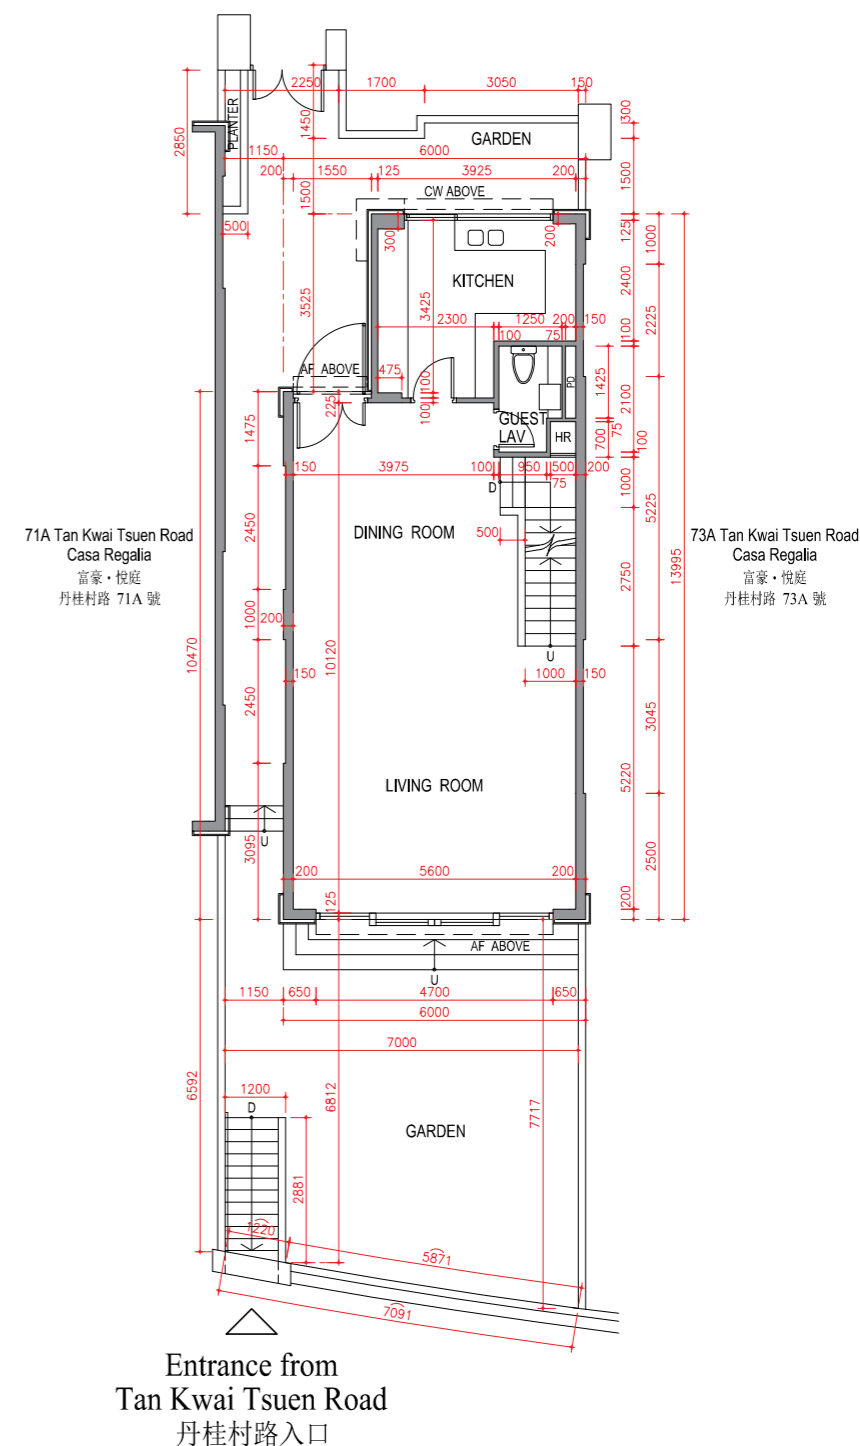 2250
1700
3050
150
PLANTER
1450
300
2850
GARDEN
1150
6000
200
1550
125
3925
200
1500
1500
CW ABOVE
500
300
200
125
1000
KITCHEN
3525
3425
2400
2225
2300
1250
200
150
100
75
100
AF ABOVE
475
100
225
100
PD
1425
2100
1475
GUEST
LAV
HR
700
75
100
150
3975
100
950
500
200
75
D
1000
5225
2450
500
DINING ROOM
13995
71A Tan Kwai Tsuen Road
Casa Regalia
富豪・悅庭
丹桂村路 71A 號
73A Tan Kwai Tsuen Road
Casa Regalia
富豪・悅庭
丹桂村路 73A 號
2750
1000
200
10470
10120
U
150
1000
150
2450
3045
LIVING ROOM
5220
U
3095
2500
200
5600
200
125
200
AF ABOVE
U
1150
650
4700
650
6000
7000
6592
1200
6812
7717
D
GARDEN
2881
1220
5871
7091
Entrance from
Tan Kwai Tsuen Road
丹桂村路入口